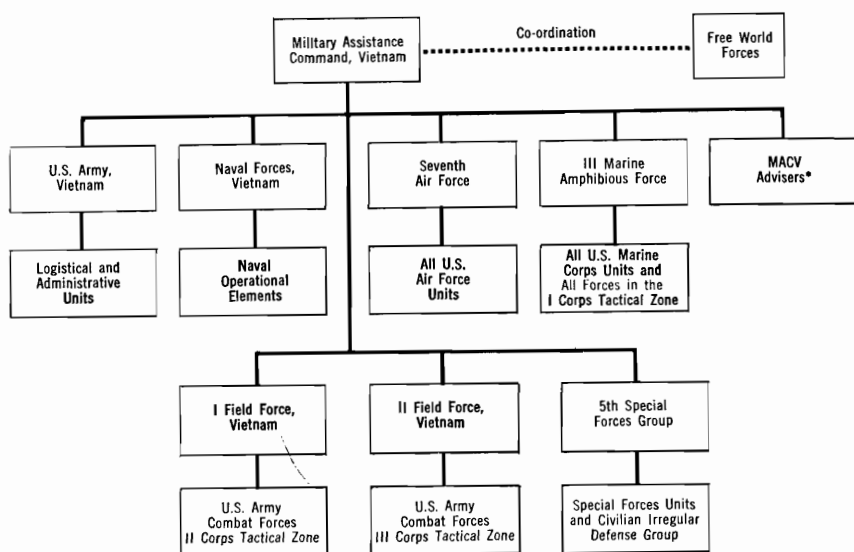 Military Assistance
Command, Vietnam
Co-ordination
Free World
Forces
U.S. Army,
Vietnam
Naval Forces,
Vietnam
Seventh
Air Force
III Marine
Amphibious Force
MACV
Advisers*
Logistical and
Administrative
Units
Naval
Operational
Elements
All U.S.
Air Force
Units
All U.S. Marine
Corps Units and
All Forces in the
I Corps Tactical Zone
I Field Force,
Vietnam
II Field Force,
Vietnam
5th Special
Forces Group
U.S. Army
Combat Forces
II Corps Tactical Zone
U.S. Army
Combat Forces
III Corps Tactical Zone
Special Forces Units
and Civilian Irregular
Defense Group